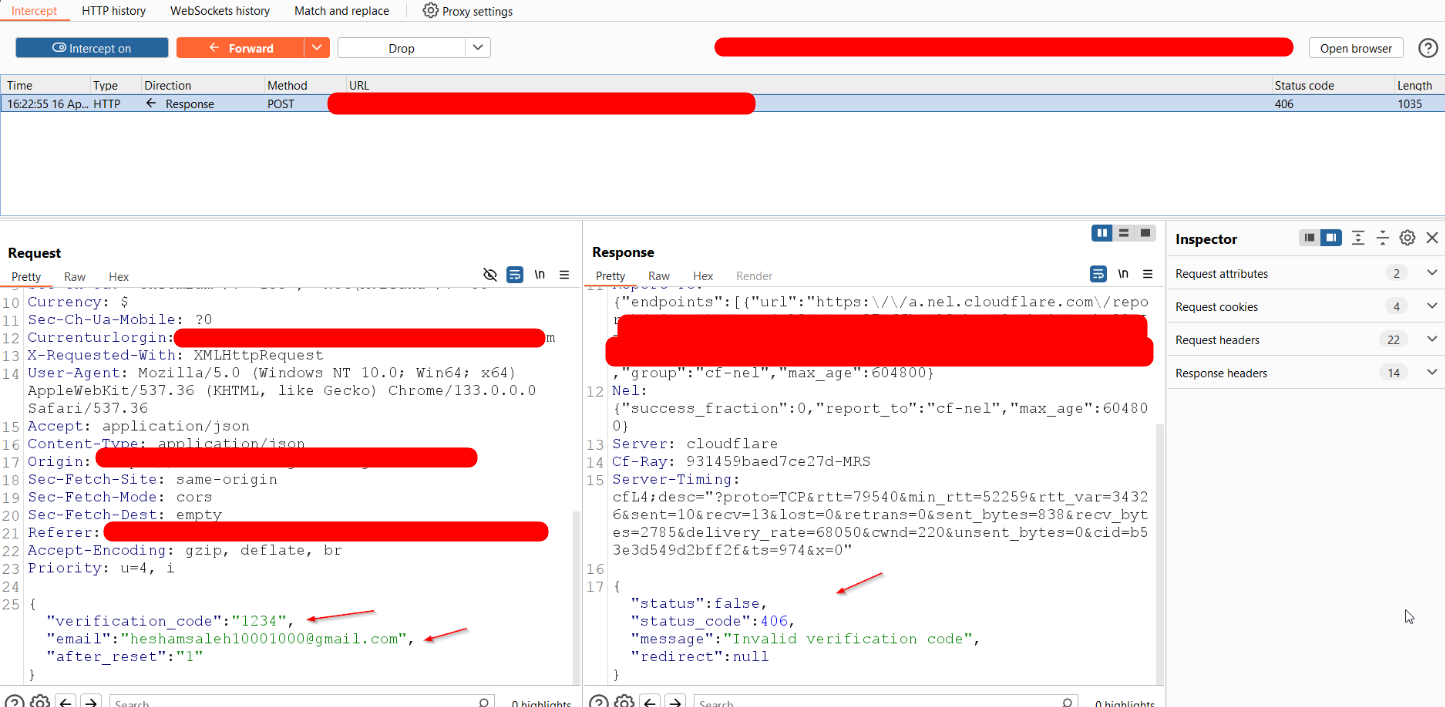 Intercept HTTP history WebSockets history Match and replace Proxy settings
Intercept on Forward Drop Open browser
Time Type Direction Method URL Status code Length
16:22:55 16 Ap... HTTP Response POST 406 1035
Request
Pretty Raw Hex \n
10 Currency: $
11 Sec-Ch-Ua-Mobile: ?0
12 Currenturlorgin: m
13 X-Requested-With: XMLHttpRequest
14 User-Agent: Mozilla/5.0 (Windows NT 10.0; Win64; x64)
AppleWebKit/537.36 (KHTML, like Gecko) Chrome/133.0.0.0
Safari/537.36
15 Accept: application/json
16 Content-Type: application/json
17 Origin:
18 Sec-Fetch-Site: same-origin
19 Sec-Fetch-Mode: cors
20 Sec-Fetch-Dest: empty
21 Referer:
22 Accept-Encoding: gzip, deflate, br
23 Priority: u=4, i
24
25 {
"verification_code":"1234",
"email":"heshamsaleh10001000@gmail.com",
"after_reset":"1"
}
Search 0 highlights
Response
Pretty Raw Hex Render \n
11 Report-To:
{"endpoints":[{"url":"https:\/\/a.nel.cloudflare.com\/repo
,"group":"cf-nel","max_age":604800}
12 Nel:
{"success_fraction":0,"report_to":"cf-nel","max_age":60480
0}
13 Server: cloudflare
14 Cf-Ray: 931459baed7ce27d-MRS
15 Server-Timing:
cfL4;desc="?proto=TCP&rtt=79540&min_rtt=52259&rtt_var=3432
6&sent=10&recv=13&lost=0&retrans=0&sent_bytes=838&recv_byt
es=2785&delivery_rate=68050&cwnd=220&unsent_bytes=0&cid=b5
3e3d549d2bff2f&ts=974&x=0"
16
17 {
"status":false,
"status_code":406,
"message":"Invalid verification code",
"redirect":null
}
Search 0 highlights
Inspector
Request attributes 2
Request cookies 4
Request headers 22
Response headers 14